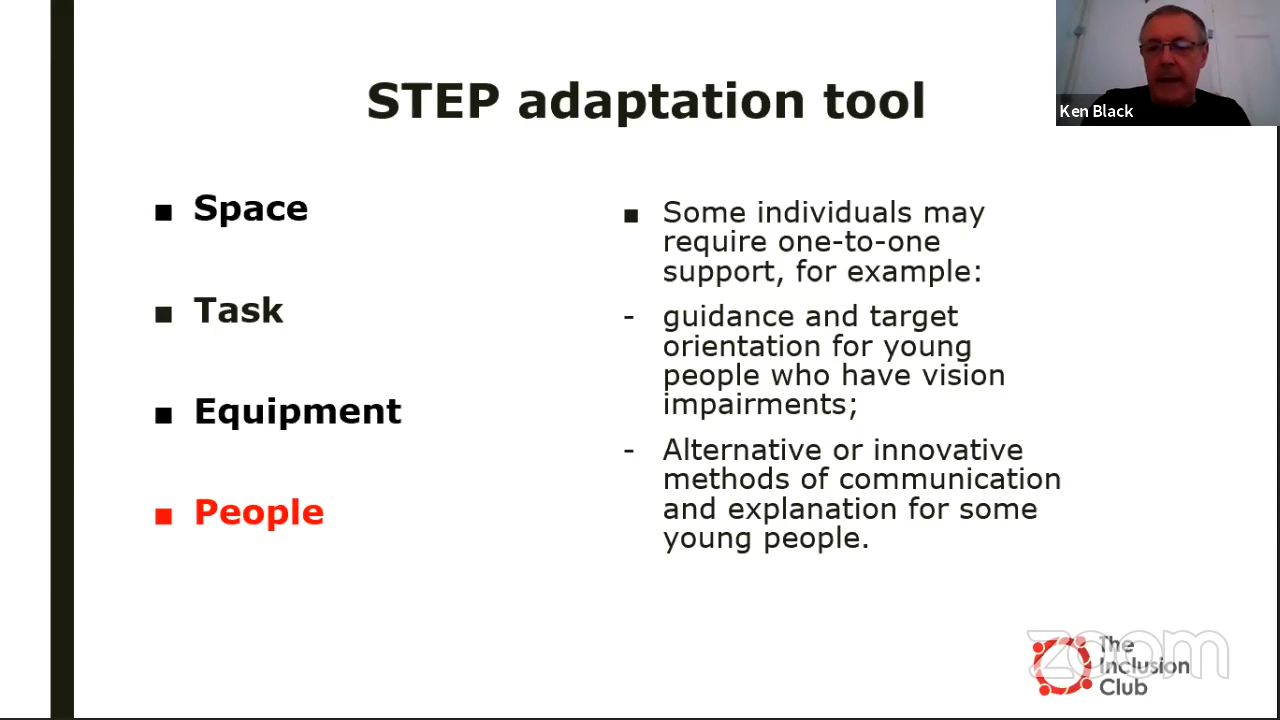 STEP adaptation tool
Ken Black
■ Space
■ Task
■ Equipment
■ People
■ Some individuals may
require one-to-one
support, for example:
- guidance and target
orientation for young
people who have vision
impairments;
- Alternative or innovative
methods of communication
and explanation for some
young people.
zoom
The
Inclusion
Club